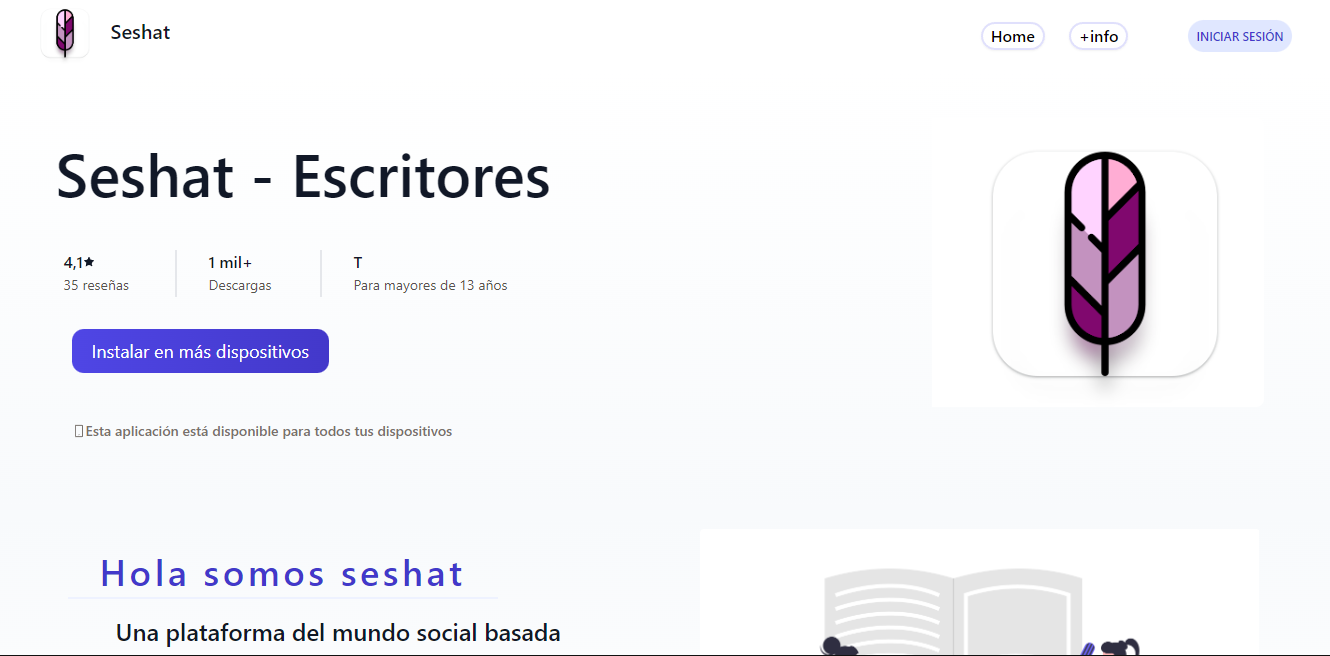 Seshat
Home
+info
INICIAR SESIÓN
Seshat - Escritores
4,1★
35 reseñas
1 mil+
Descargas
T
Para mayores de 13 años
Instalar en más dispositivos
Esta aplicación está disponible para todos tus dispositivos
Hola somos seshat
Una plataforma del mundo social basada